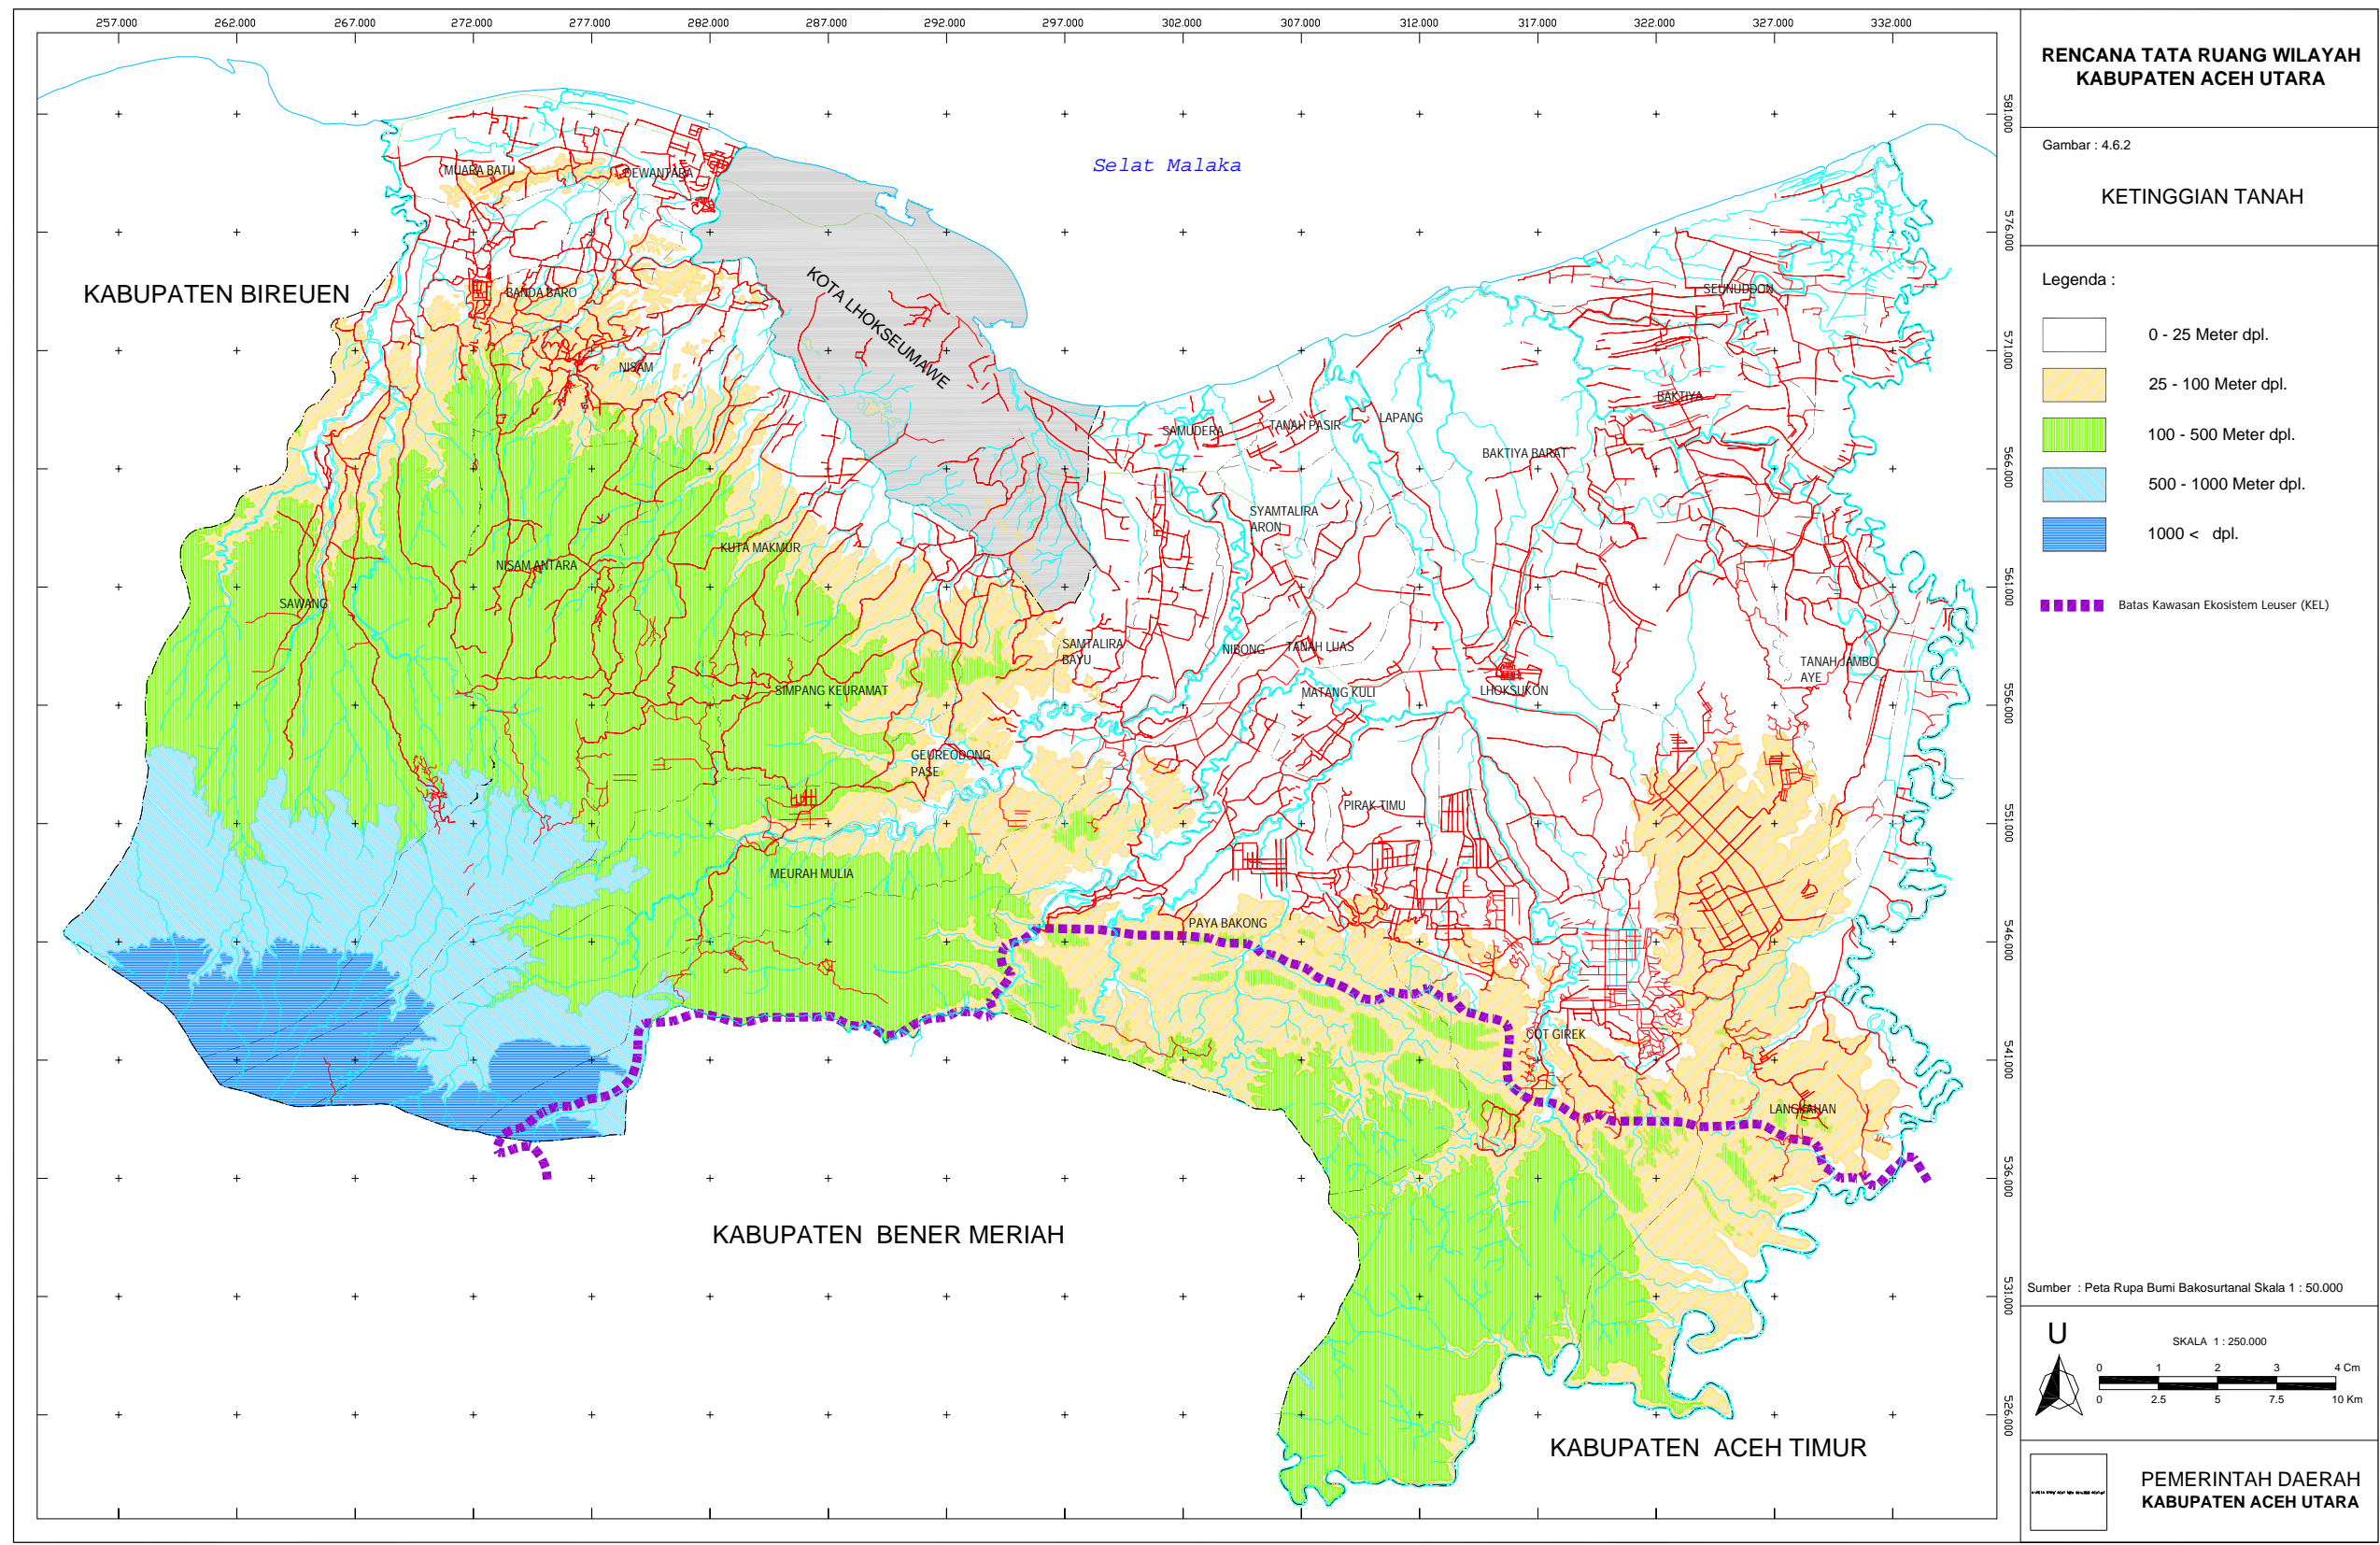 257.000 262.000 267.000 272.000 277.000 282.000 287.000 292.000 297.000 302.000 307.000 312.000 317.000 322.000 327.000 332.000
581.000
576.000
571.000
566.000
561.000
556.000
551.000
546.000
541.000
536.000
531.000
526.000
Selat Malaka
KABUPATEN BIREUEN
KOTA LHOKSEUMAWE
MUARA BATU
DEWANTARA
BANDA BARO
NISAM
SEUNUDDON
BAKTIYA
LAPANG
TANAH PASIR
SAMUDERA
BAKTIYA BARAT
SYAMTALIRA
ARON
KUTA MAKMUR
NISAM ANTARA
SAWANG
SAMTALIRA
BAYU
NIBONG
TANAH LUAS
TANAH JAMBO
AYE
SIMPANG KEURAMAT
MATANG KULI
LHOKSUKON
GEUREODONG
PASE
PIRAK TIMU
MEURAH MULIA
PAYA BAKONG
COT GIREK
LANGKAHAN
KABUPATEN BENER MERIAH
KABUPATEN ACEH TIMUR
RENCANA TATA RUANG WILAYAH
KABUPATEN ACEH UTARA
Gambar : 4.6.2
KETINGGIAN TANAH
Legenda :
0 - 25 Meter dpl.
25 - 100 Meter dpl.
100 - 500 Meter dpl.
500 - 1000 Meter dpl.
1000 < dpl.
Batas Kawasan Ekosistem Leuser (KEL)
Sumber : Peta Rupa Bumi Bakosurtanal Skala 1 : 50.000
U
SKALA 1 : 250.000
0 1 2 3 4 Cm
0 2.5 5 7.5 10 Km
PEMERINTAH DAERAH
KABUPATEN ACEH UTARA